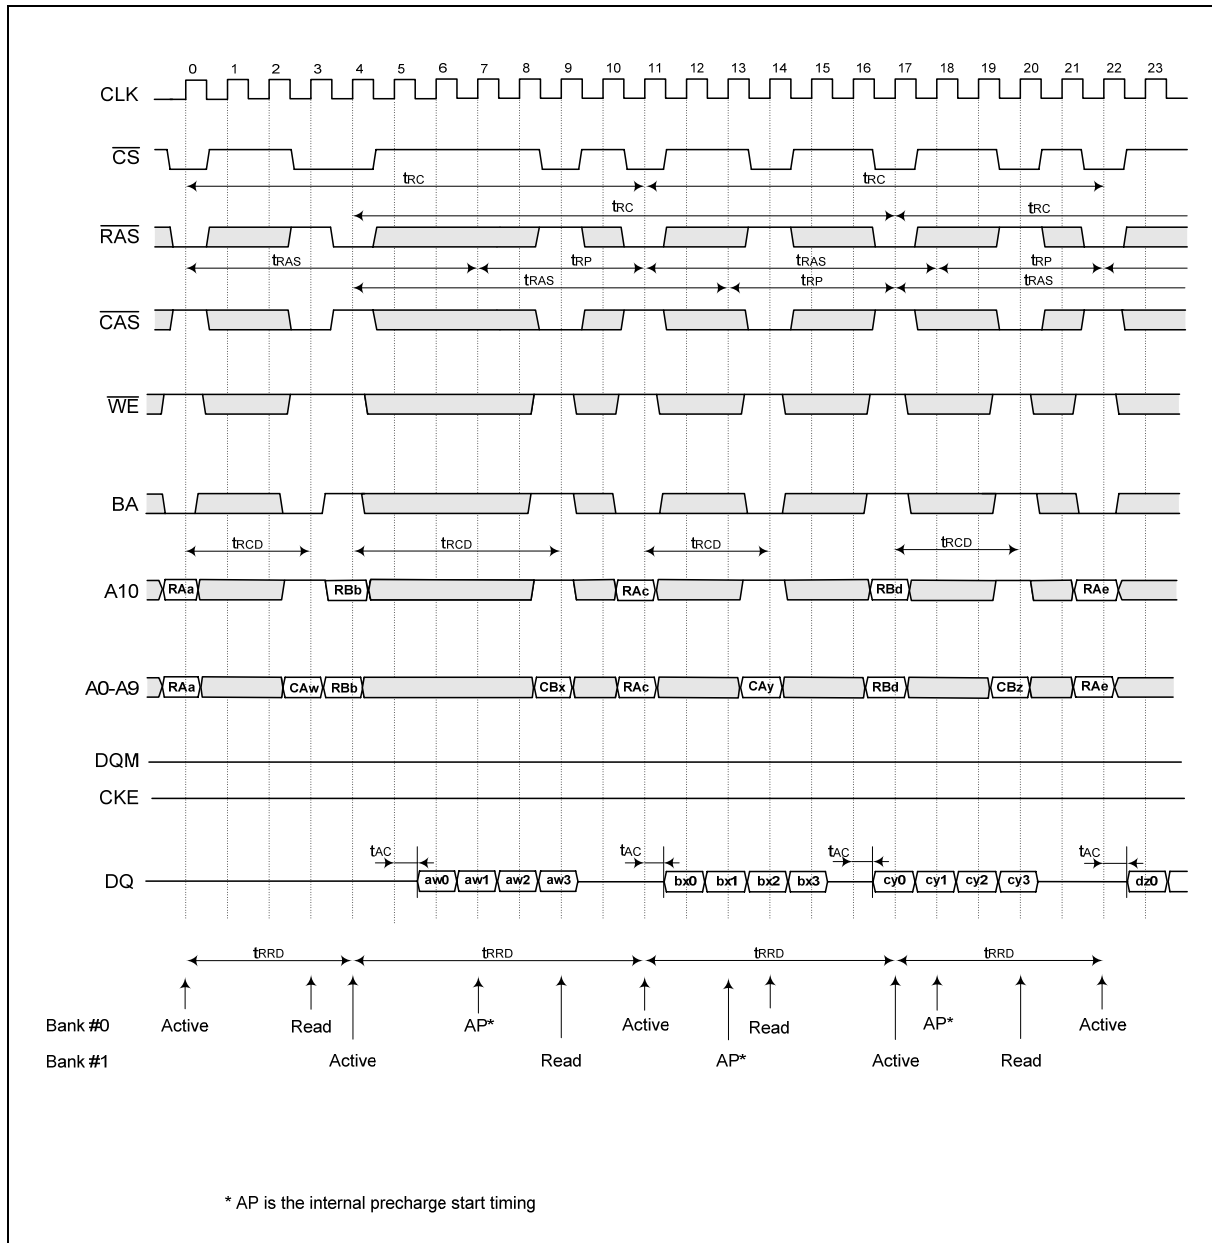 0 1 2 3 4 5 6 7 8 9 10 11 12 13 14 15 16 17 18 19 20 21 22 23
CLK
CS
tRC tRC
tRC tRC
RAS
tRAS tRP tRAS tRP
tRAS tRP tRAS
CAS
WE
BA
tRCD tRCD tRCD tRCD
A10 RAa RBb RAc RBd RAe
A0-A9 RAa CAw RBb CBx RAc CAy RBd CBz RAe
DQM
CKE
tAC tAC tAC tAC
DQ aw0 aw1 aw2 aw3 bx0 bx1 bx2 bx3 cy0 cy1 cy2 cy3 dz0
tRRD tRRD tRRD tRRD
Bank #0 Active Read AP* Active Read AP* Active
Bank #1 Active Read AP* Active Read
* AP is the internal precharge start timing